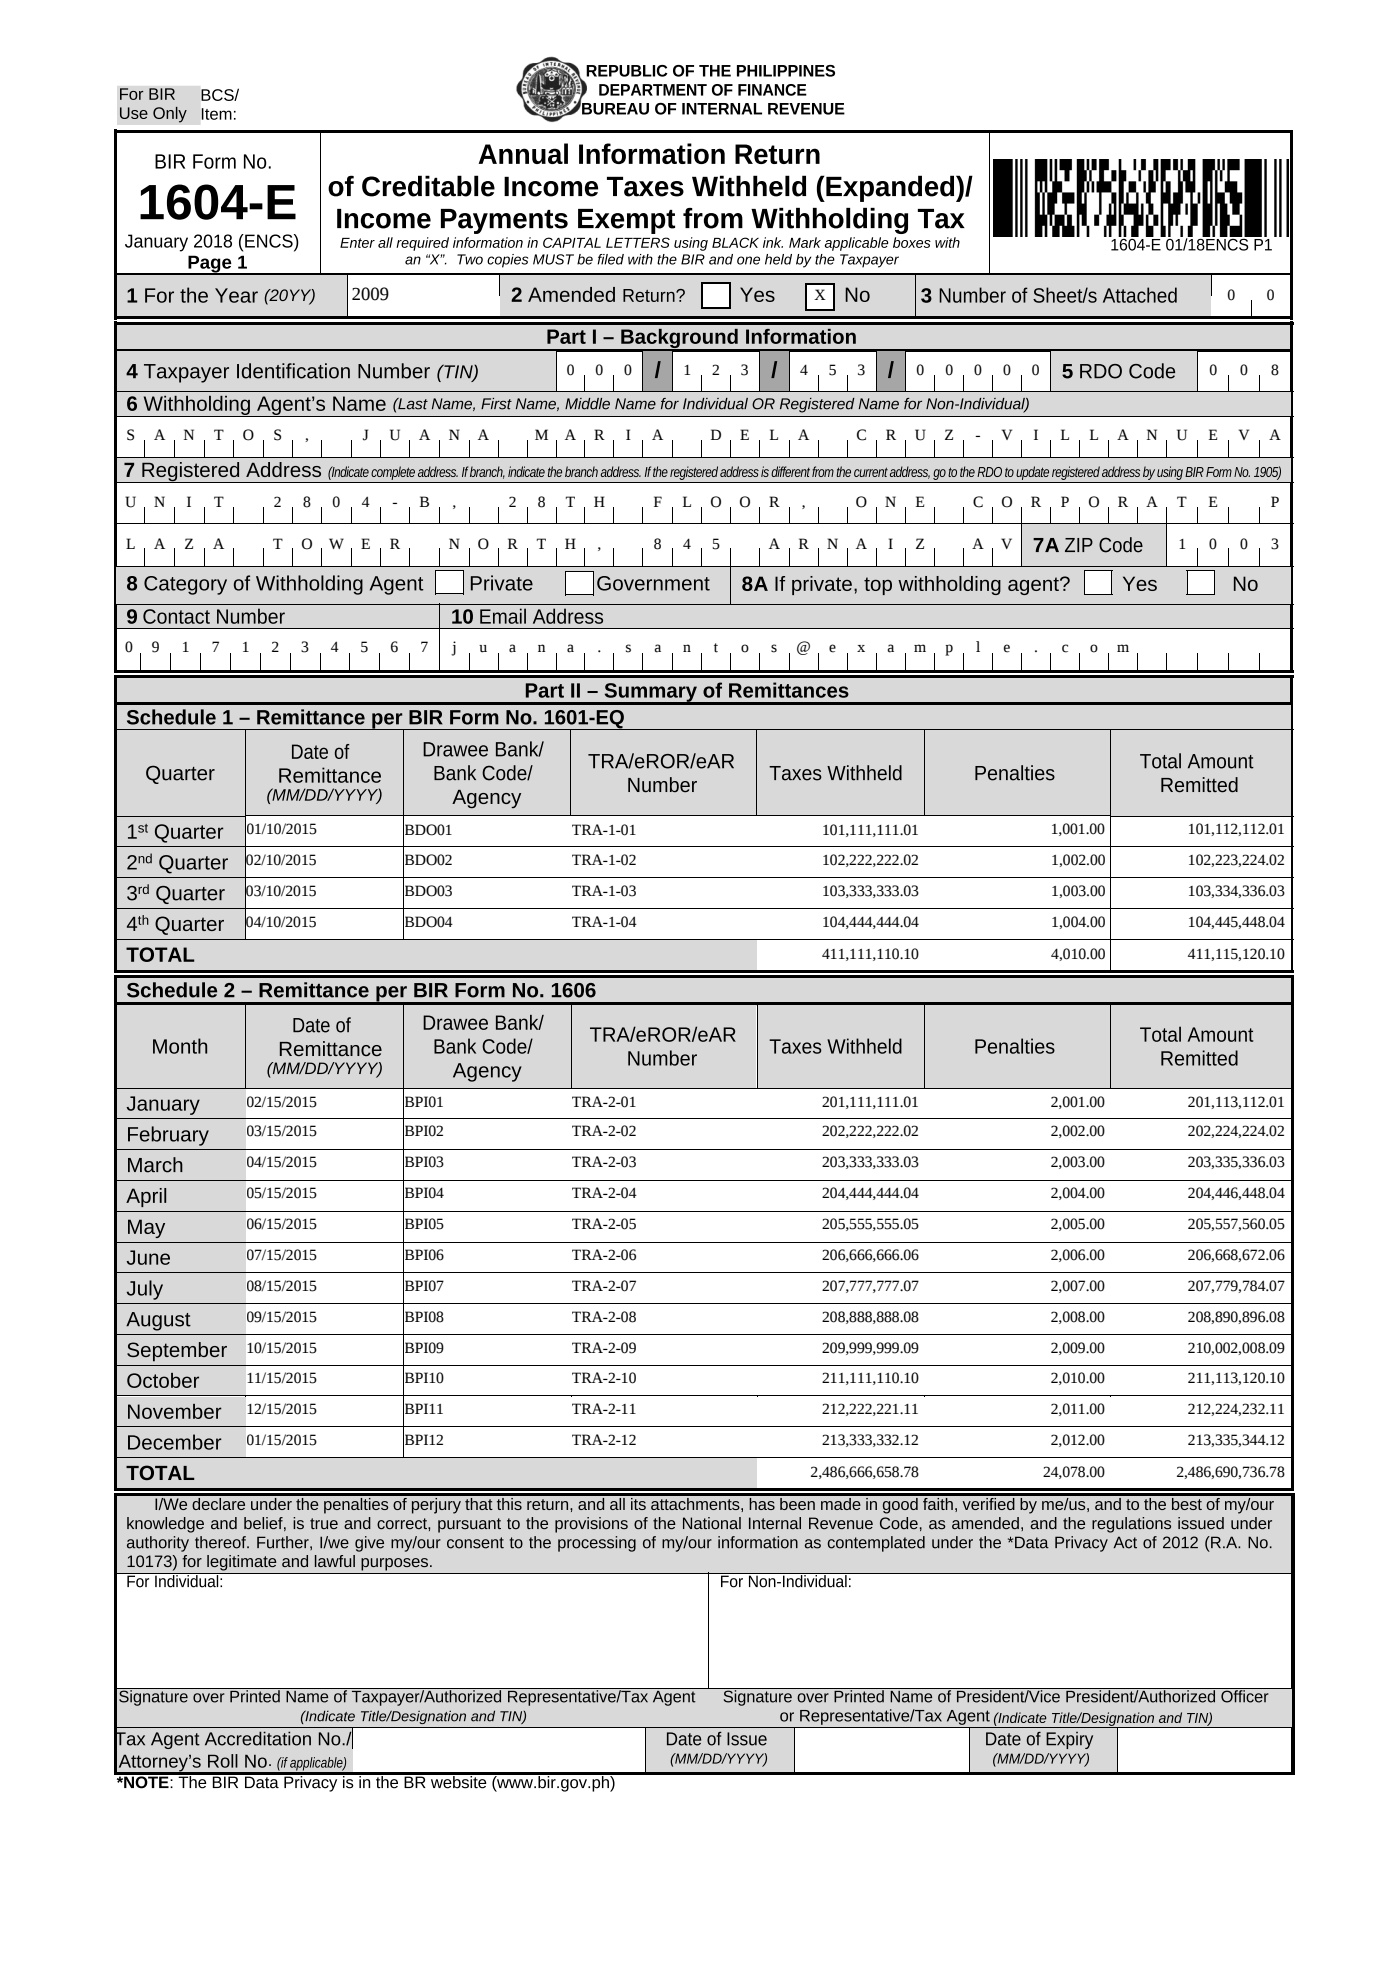 REPUBLIC OF THE PHILIPPINES
DEPARTMENT OF FINANCE
BUREAU OF INTERNAL REVENUE
For BIR BCS/
Use Only Item:
BIR Form No.
1604-E
January 2018 (ENCS)
Page 1
Annual Information Return
of Creditable Income Taxes Withheld (Expanded)/
Income Payments Exempt from Withholding Tax
Enter all required information in CAPITAL LETTERS using BLACK ink. Mark applicable boxes with
an “X”. Two copies MUST be filed with the BIR and one held by the Taxpayer
1604-E 01/18ENCS P1
1 For the Year (20YY) 2009 2 Amended Return? Yes X No 3 Number of Sheet/s Attached 0 0
Part I – Background Information
4 Taxpayer Identification Number (TIN) 0 0 0 / 1 2 3 / 4 5 3 / 0 0 0 0 0 5 RDO Code 0 0 8
6 Withholding Agent’s Name (Last Name, First Name, Middle Name for Individual OR Registered Name for Non-Individual)
SANTOS, JUANA MARIA DELA CRUZ-VILLANUEVA
7 Registered Address (Indicate complete address. If branch, indicate the branch address. If the registered address is different from the current address, go to the RDO to update registered address by using BIR Form No. 1905)
UNIT 2804-B, 28TH FLOOR, ONE CORPORATE P
LAZA TOWER NORTH, 845 ARNAIZ AV 7A ZIP Code 1 0 0 3
8 Category of Withholding Agent Private Government 8A If private, top withholding agent? Yes No
9 Contact Number 10 Email Address
09171234567 juana.santos@example.com
Part II – Summary of Remittances
Schedule 1 – Remittance per BIR Form No. 1601-EQ
Quarter Date of Remittance (MM/DD/YYYY) Drawee Bank/ Bank Code/ Agency TRA/eROR/eAR Number Taxes Withheld Penalties Total Amount Remitted
1st Quarter 01/10/2015 BDO01 TRA-1-01 101,111,111.01 1,001.00 101,112,112.01
2nd Quarter 02/10/2015 BDO02 TRA-1-02 102,222,222.02 1,002.00 102,223,224.02
3rd Quarter 03/10/2015 BDO03 TRA-1-03 103,333,333.03 1,003.00 103,334,336.03
4th Quarter 04/10/2015 BDO04 TRA-1-04 104,444,444.04 1,004.00 104,445,448.04
TOTAL 411,111,110.10 4,010.00 411,115,120.10
Schedule 2 – Remittance per BIR Form No. 1606
Month Date of Remittance (MM/DD/YYYY) Drawee Bank/ Bank Code/ Agency TRA/eROR/eAR Number Taxes Withheld Penalties Total Amount Remitted
January 02/15/2015 BPI01 TRA-2-01 201,111,111.01 2,001.00 201,113,112.01
February 03/15/2015 BPI02 TRA-2-02 202,222,222.02 2,002.00 202,224,224.02
March 04/15/2015 BPI03 TRA-2-03 203,333,333.03 2,003.00 203,335,336.03
April 05/15/2015 BPI04 TRA-2-04 204,444,444.04 2,004.00 204,446,448.04
May 06/15/2015 BPI05 TRA-2-05 205,555,555.05 2,005.00 205,557,560.05
June 07/15/2015 BPI06 TRA-2-06 206,666,666.06 2,006.00 206,668,672.06
July 08/15/2015 BPI07 TRA-2-07 207,777,777.07 2,007.00 207,779,784.07
August 09/15/2015 BPI08 TRA-2-08 208,888,888.08 2,008.00 208,890,896.08
September 10/15/2015 BPI09 TRA-2-09 209,999,999.09 2,009.00 210,002,008.09
October 11/15/2015 BPI10 TRA-2-10 211,111,110.10 2,010.00 211,113,120.10
November 12/15/2015 BPI11 TRA-2-11 212,222,221.11 2,011.00 212,224,232.11
December 01/15/2015 BPI12 TRA-2-12 213,333,332.12 2,012.00 213,335,344.12
TOTAL 2,486,666,658.78 24,078.00 2,486,690,736.78
I/We declare under the penalties of perjury that this return, and all its attachments, has been made in good faith, verified by me/us, and to the best of my/our
knowledge and belief, is true and correct, pursuant to the provisions of the National Internal Revenue Code, as amended, and the regulations issued under
authority thereof. Further, I/we give my/our consent to the processing of my/our information as contemplated under the *Data Privacy Act of 2012 (R.A. No.
10173) for legitimate and lawful purposes.
For Individual: For Non-Individual:
Signature over Printed Name of Taxpayer/Authorized Representative/Tax Agent
(Indicate Title/Designation and TIN)
Signature over Printed Name of President/Vice President/Authorized Officer
or Representative/Tax Agent (Indicate Title/Designation and TIN)
Tax Agent Accreditation No./
Attorney’s Roll No. (if applicable)
Date of Issue
(MM/DD/YYYY)
Date of Expiry
(MM/DD/YYYY)
*NOTE: The BIR Data Privacy is in the BR website (www.bir.gov.ph)